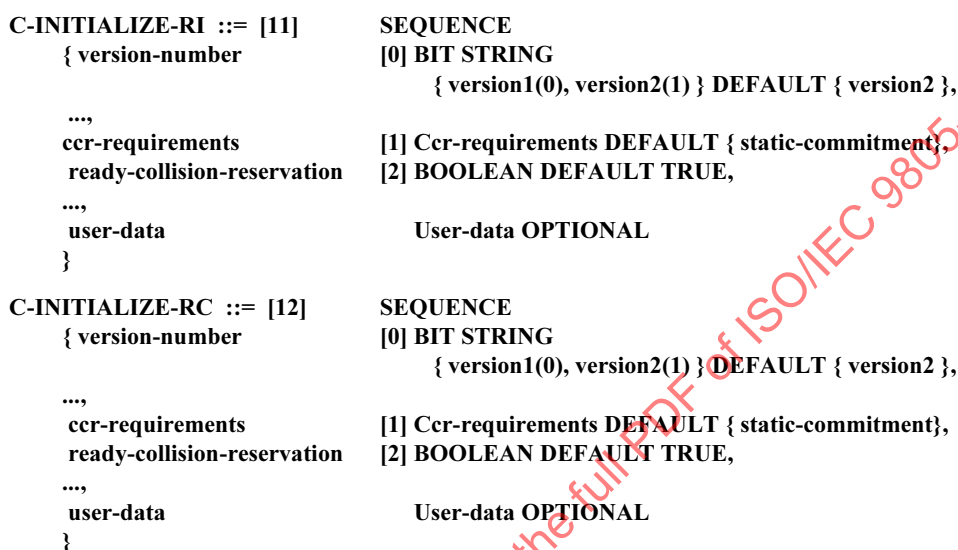 C-INITIALIZE-RI ::= [11] SEQUENCE
{ version-number [0] BIT STRING
{ version1(0), version2(1) } DEFAULT { version2 },
...,
ccr-requirements [1] Ccr-requirements DEFAULT { static-commitment},
ready-collision-reservation [2] BOOLEAN DEFAULT TRUE,
...,
user-data User-data OPTIONAL
}
C-INITIALIZE-RC ::= [12] SEQUENCE
{ version-number [0] BIT STRING
{ version1(0), version2(1) } DEFAULT { version2 },
...,
ccr-requirements [1] Ccr-requirements DEFAULT { static-commitment},
ready-collision-reservation [2] BOOLEAN DEFAULT TRUE,
...,
user-data User-data OPTIONAL
}
the full PDF of ISO/IEC 9805